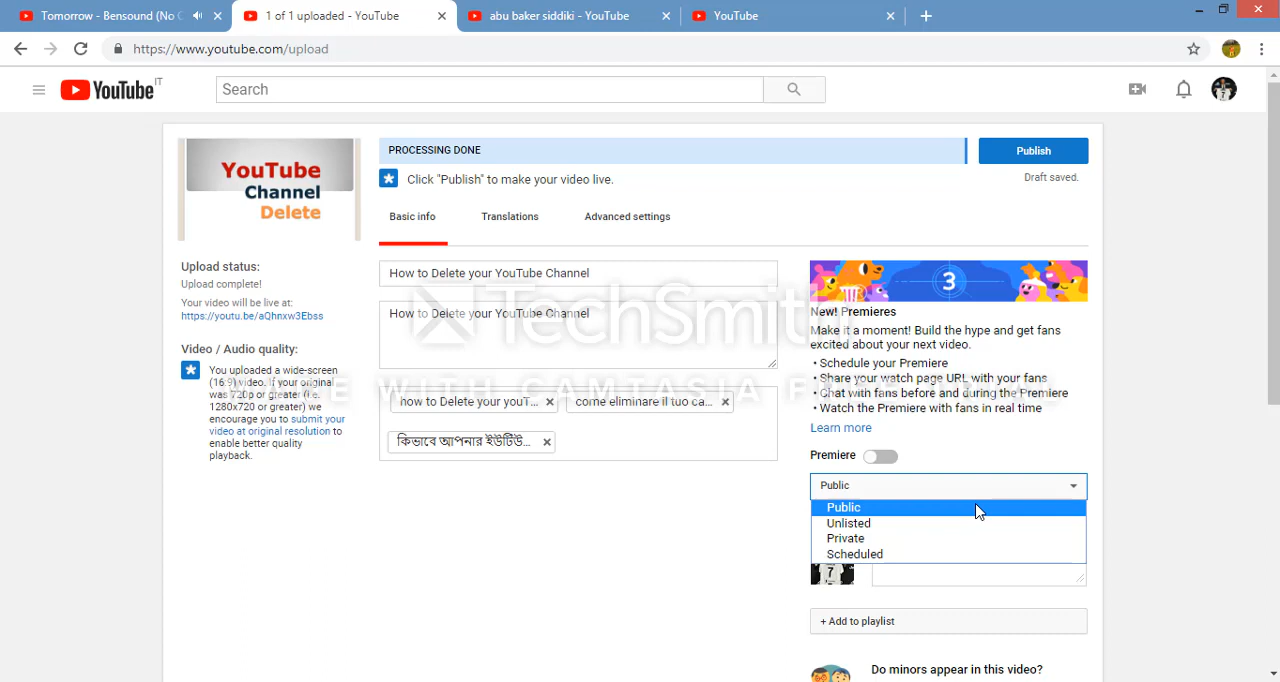 Tomorrow - Bensound (No C
1 of 1 uploaded - YouTube
abu baker siddiki - YouTube
YouTube
https://www.youtube.com/upload
YouTube IT
Search
YouTube
Channel
Delete
PROCESSING DONE
Publish
Click "Publish" to make your video live.
Draft saved.
Basic info
Translations
Advanced settings
Upload status:
Upload complete!
Your video will be live at:
https://youtu.be/aQhnxw3Ebss
Video / Audio quality:
You uploaded a wide-screen
(16:9) video. If your original
was 720p or greater (i.e.
1280x720 or greater) we
encourage you to submit your
video at original resolution to
enable better quality
playback.
How to Delete your YouTube Channel
How to Delete your YouTube Channel
how to Delete your youT...
come eliminare il tuo ca...
কিভাবে আপনার ইউটিউ...
3
New! Premieres
Make it a moment! Build the hype and get fans
excited about your next video.
• Schedule your Premiere
• Share your watch page URL with your fans
• Chat with fans before and during the Premiere
• Watch the Premiere with fans in real time
Learn more
Premiere
Public
Public
Unlisted
Private
Scheduled
7
+ Add to playlist
Do minors appear in this video?
TechSmith
MADE WITH CAMTASIA FREE